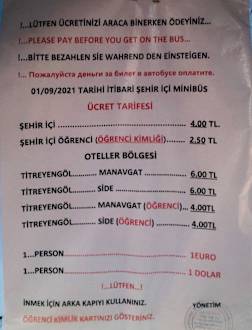 !...LÜTFEN ÜCRETİNİZİ ARACA BİNERKEN ÖDEYİNİZ...
!...PLEASE PAY BEFORE YOU GET ON THE BUS...
!...BITTE BEZAHLEN SIE WAHREND DEN EINSTEIGEN.
!... Пожалуйста деньги за билет в автобусе оплатите.
01/09/2021 TARİHİ İTİBARİ ŞEHİR İÇİ MİNİBÜS
ÜCRET TARİFESİ
ŞEHİR İÇİ ........................................ 4.00 TL.
ŞEHİR İÇİ ÖĞRENCİ (ÖĞRENCİ KİMLİĞİ)....... 2.50 TL.
OTELLER BÖLGESİ
TİTREYENGÖL......... MANAVGAT ................ 6.00 TL
TİTREYENGÖL......... SİDE ..................... 6.00 TL
TİTREYENGÖL......... MANAVGAT (ÖĞRENCİ)... 4.00TL
TİTREYENGÖL......... SİDE (ÖĞRENCİ)........... 4.00TL
1...PERSON........................................1EURO
1...PERSON........................................1 DOLAR
!...LÜTFEN...!
İNMEK İÇİN ARKA KAPIYI KULLANINIZ.
YÖNETİM
ÖĞRENCİ KİMLİK KARTINIZI GÖSTERİNİZ.